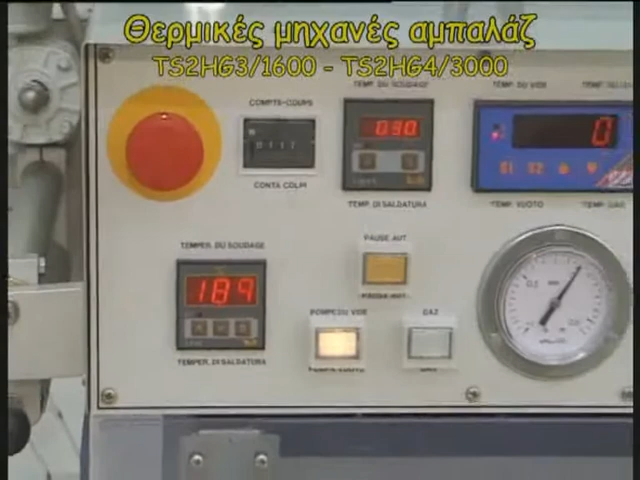 Θερμικές μηχανές αμπαλάζ
TS2HG3/1600 - TS2HG4/3000
COMPTE-COUPS
TEMP. DU SOUDAGE
TEMP. DU VIDE
0117
030
0
CONTA COLPI
TEMP. DI SALDATURA
TEMP. VUOTO
TEMP. GAS
TEMPER. DU SOUDAGE
PAUSE AUT.
189
POMPE DU VIDE
GAZ
TEMPER. DI SALDATURA